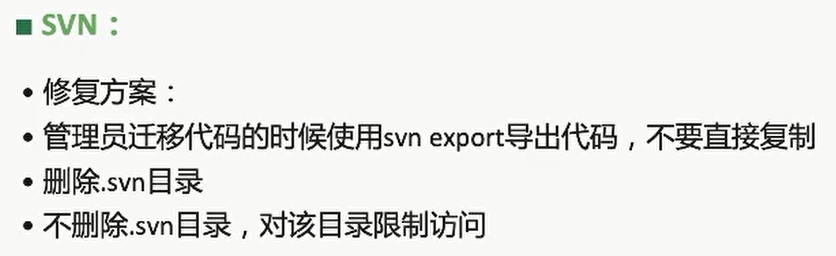 SVN：
修复方案：
管理员迁移代码的时候使用svn export导出代码，不要直接复制
删除.svn目录
不删除.svn目录，对该目录限制访问